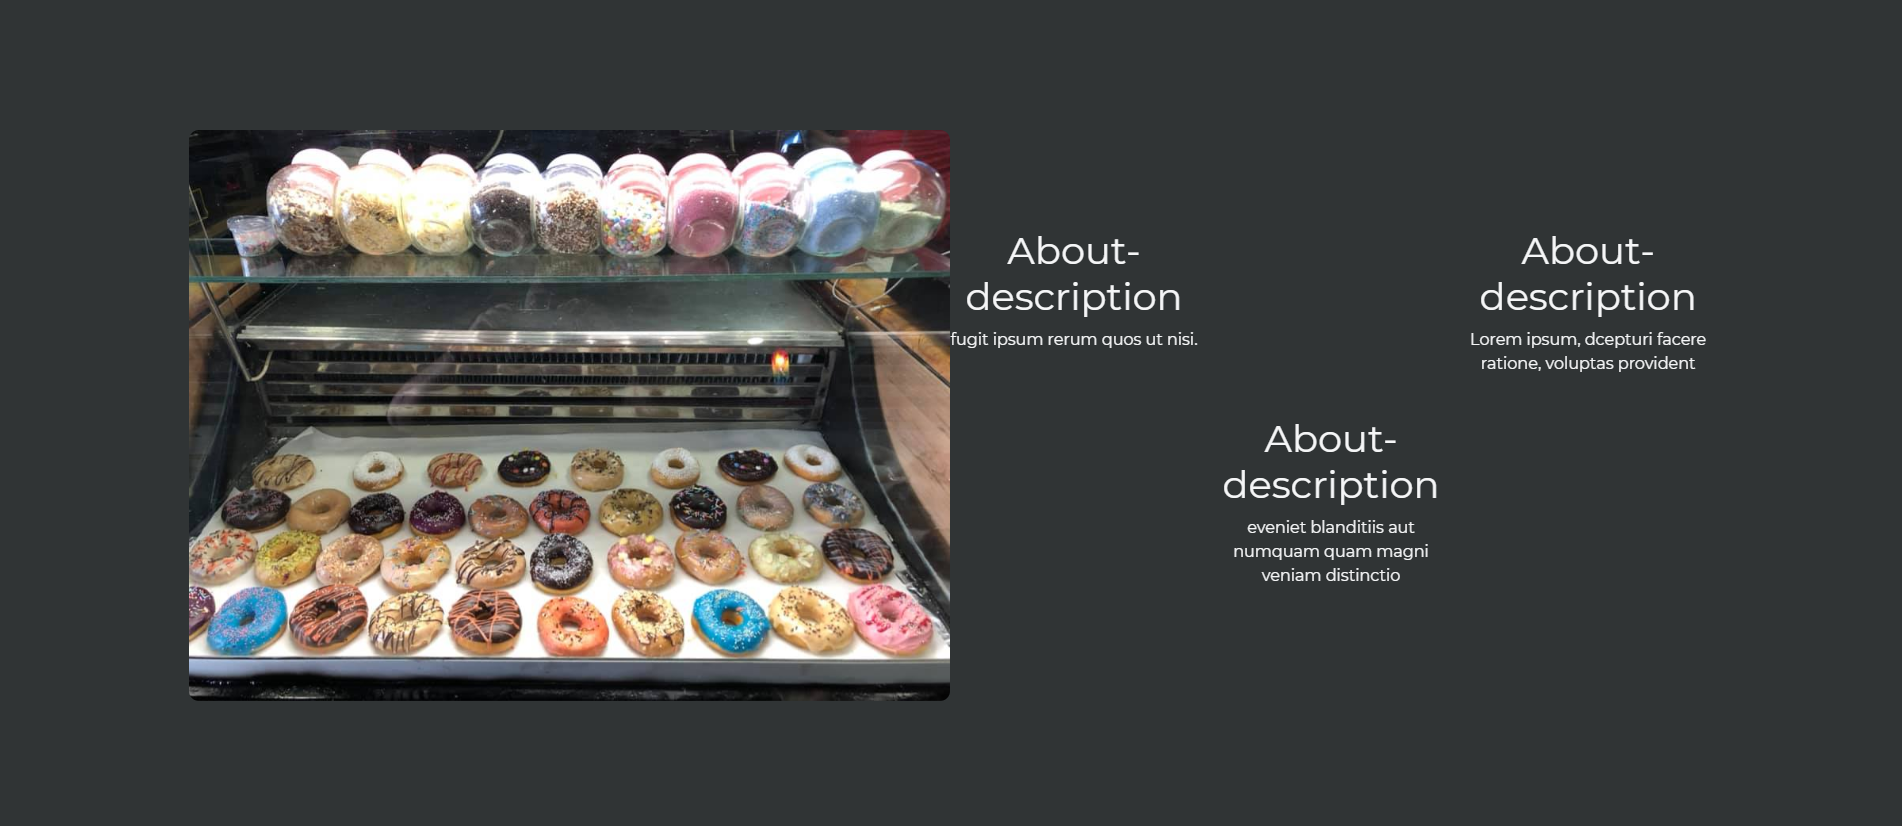 About-
description
fugit ipsum rerum quos ut nisi.
About-
description
Lorem ipsum, dcepturi facere
ratione, voluptas provident
About-
description
eveniet blanditiis aut
numquam quam magni
veniam distinctio